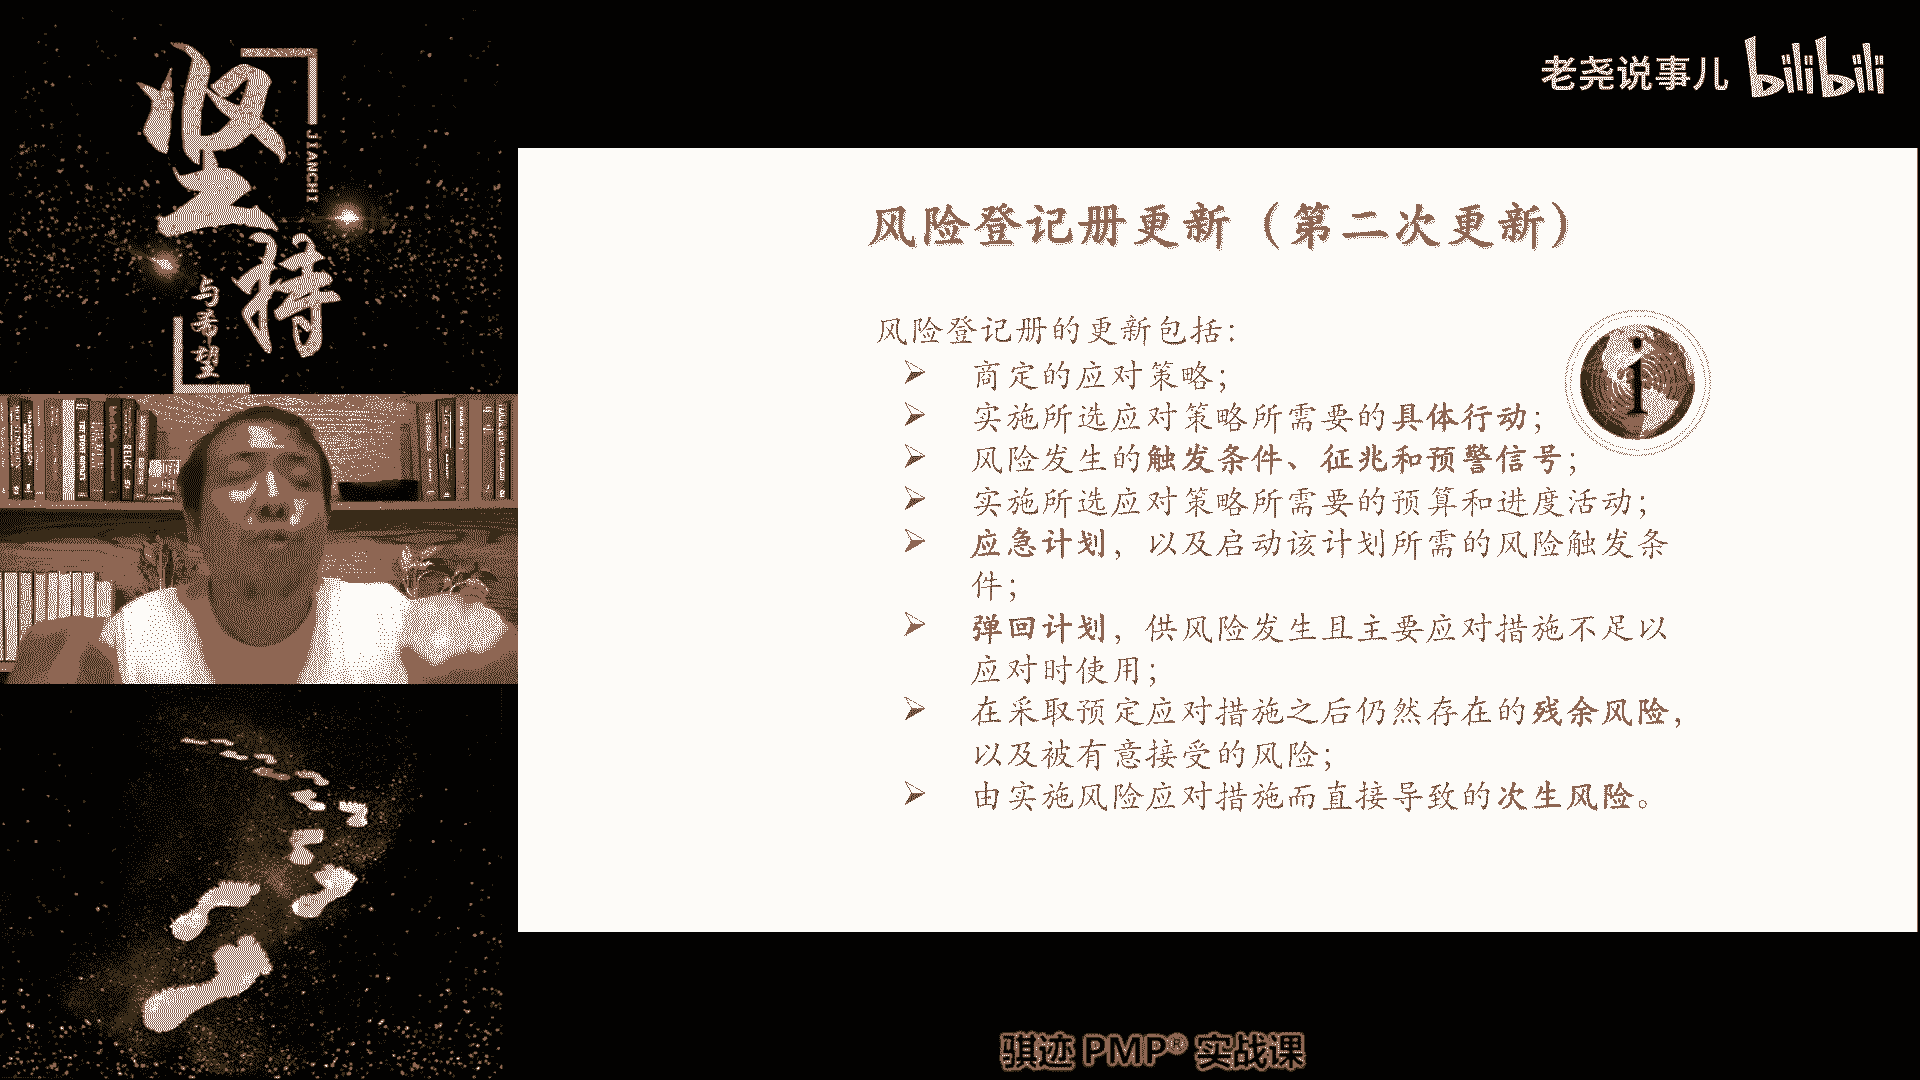 坚持
JIANCHI
与希望
老尧说事儿 bilibili
风险登记册更新（第二次更新）
风险登记册的更新包括：
➢ 商定的应对策略；
➢ 实施所选应对策略所需要的具体行动；
➢ 风险发生的触发条件、征兆和预警信号；
➢ 实施所选应对策略所需要的预算和进度活动；
➢ 应急计划，以及启动该计划所需的风险触发条
件；
➢ 弹回计划，供风险发生且主要应对措施不足以
应对时使用；
➢ 在采取预定应对措施之后仍然存在的残余风险，
以及被有意接受的风险；
➢ 由实施风险应对措施而直接导致的次生风险。
i
骐迹 PMP® 实战课